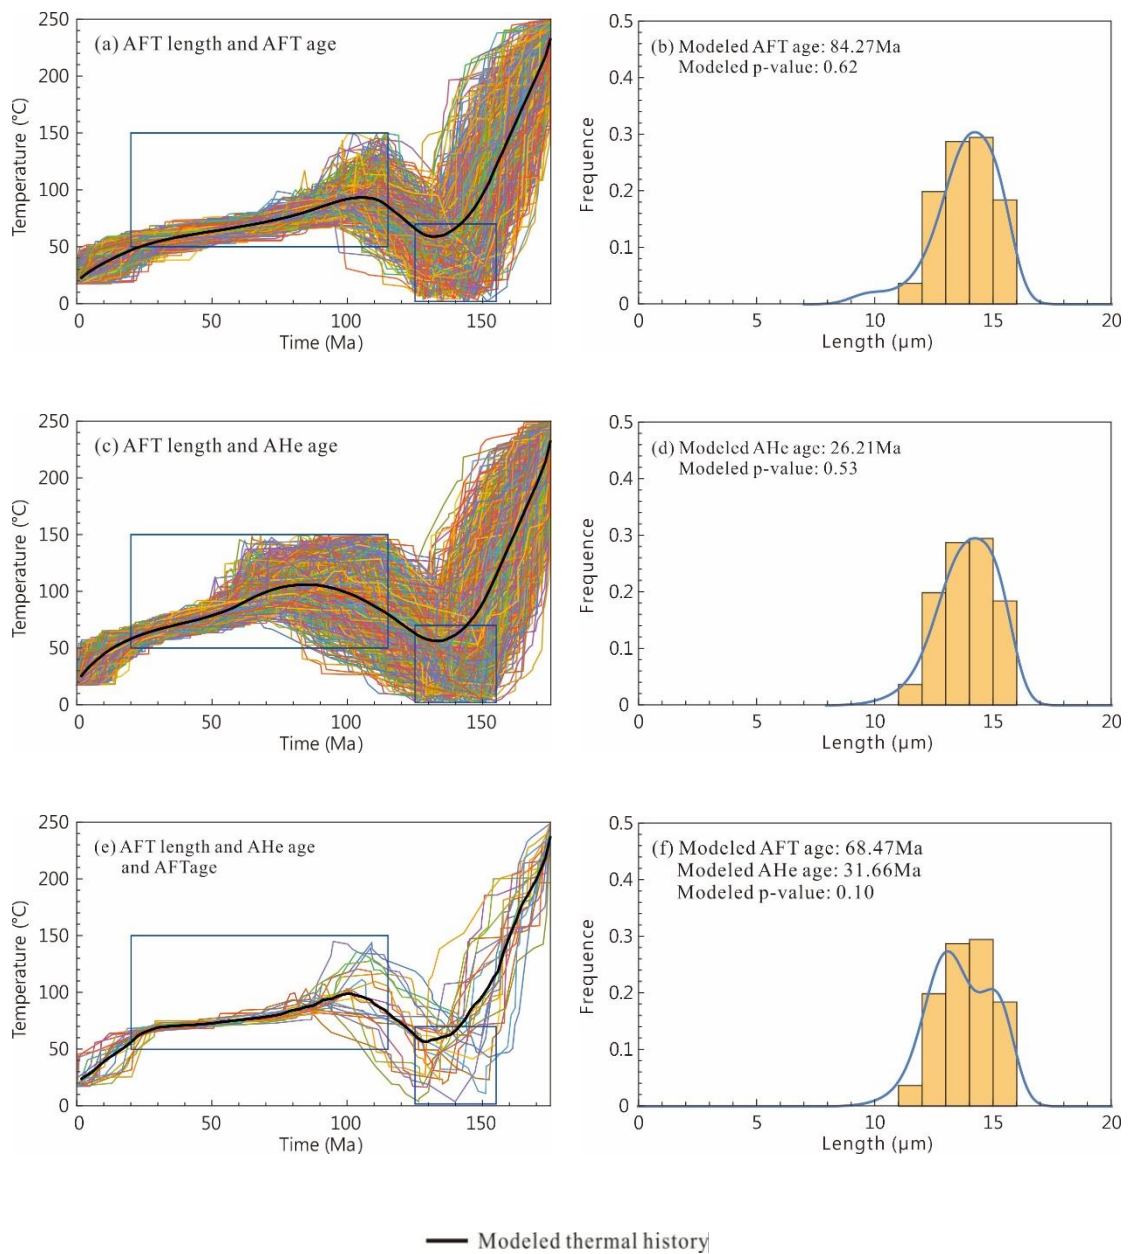 250
200
150
100
50
0
Temperature (°C)
(a) AFT length and AFT age
0 50 100 150
Time (Ma)
0.5
0.4
0.3
0.2
0.1
0
Frequence
(b) Modeled AFT age: 84.27Ma
Modeled p-value: 0.62
0 5 10 15 20
Length (μm)
250
200
150
100
50
0
Temperature (°C)
(c) AFT length and AHe age
0 50 100 150
Time (Ma)
0.5
0.4
0.3
0.2
0.1
0
Frequence
(d) Modeled AHe age: 26.21Ma
Modeled p-value: 0.53
0 5 10 15 20
Length (μm)
250
200
150
100
50
0
Temperature (°C)
(e) AFT length and AHe age
and AFTage
0 50 100 150
Time (Ma)
0.5
0.4
0.3
0.2
0.1
0
Frequence
(f) Modeled AFT age: 68.47Ma
Modeled AHe age: 31.66Ma
Modeled p-value: 0.10
0 5 10 15 20
Length (μm)
Modeled thermal history